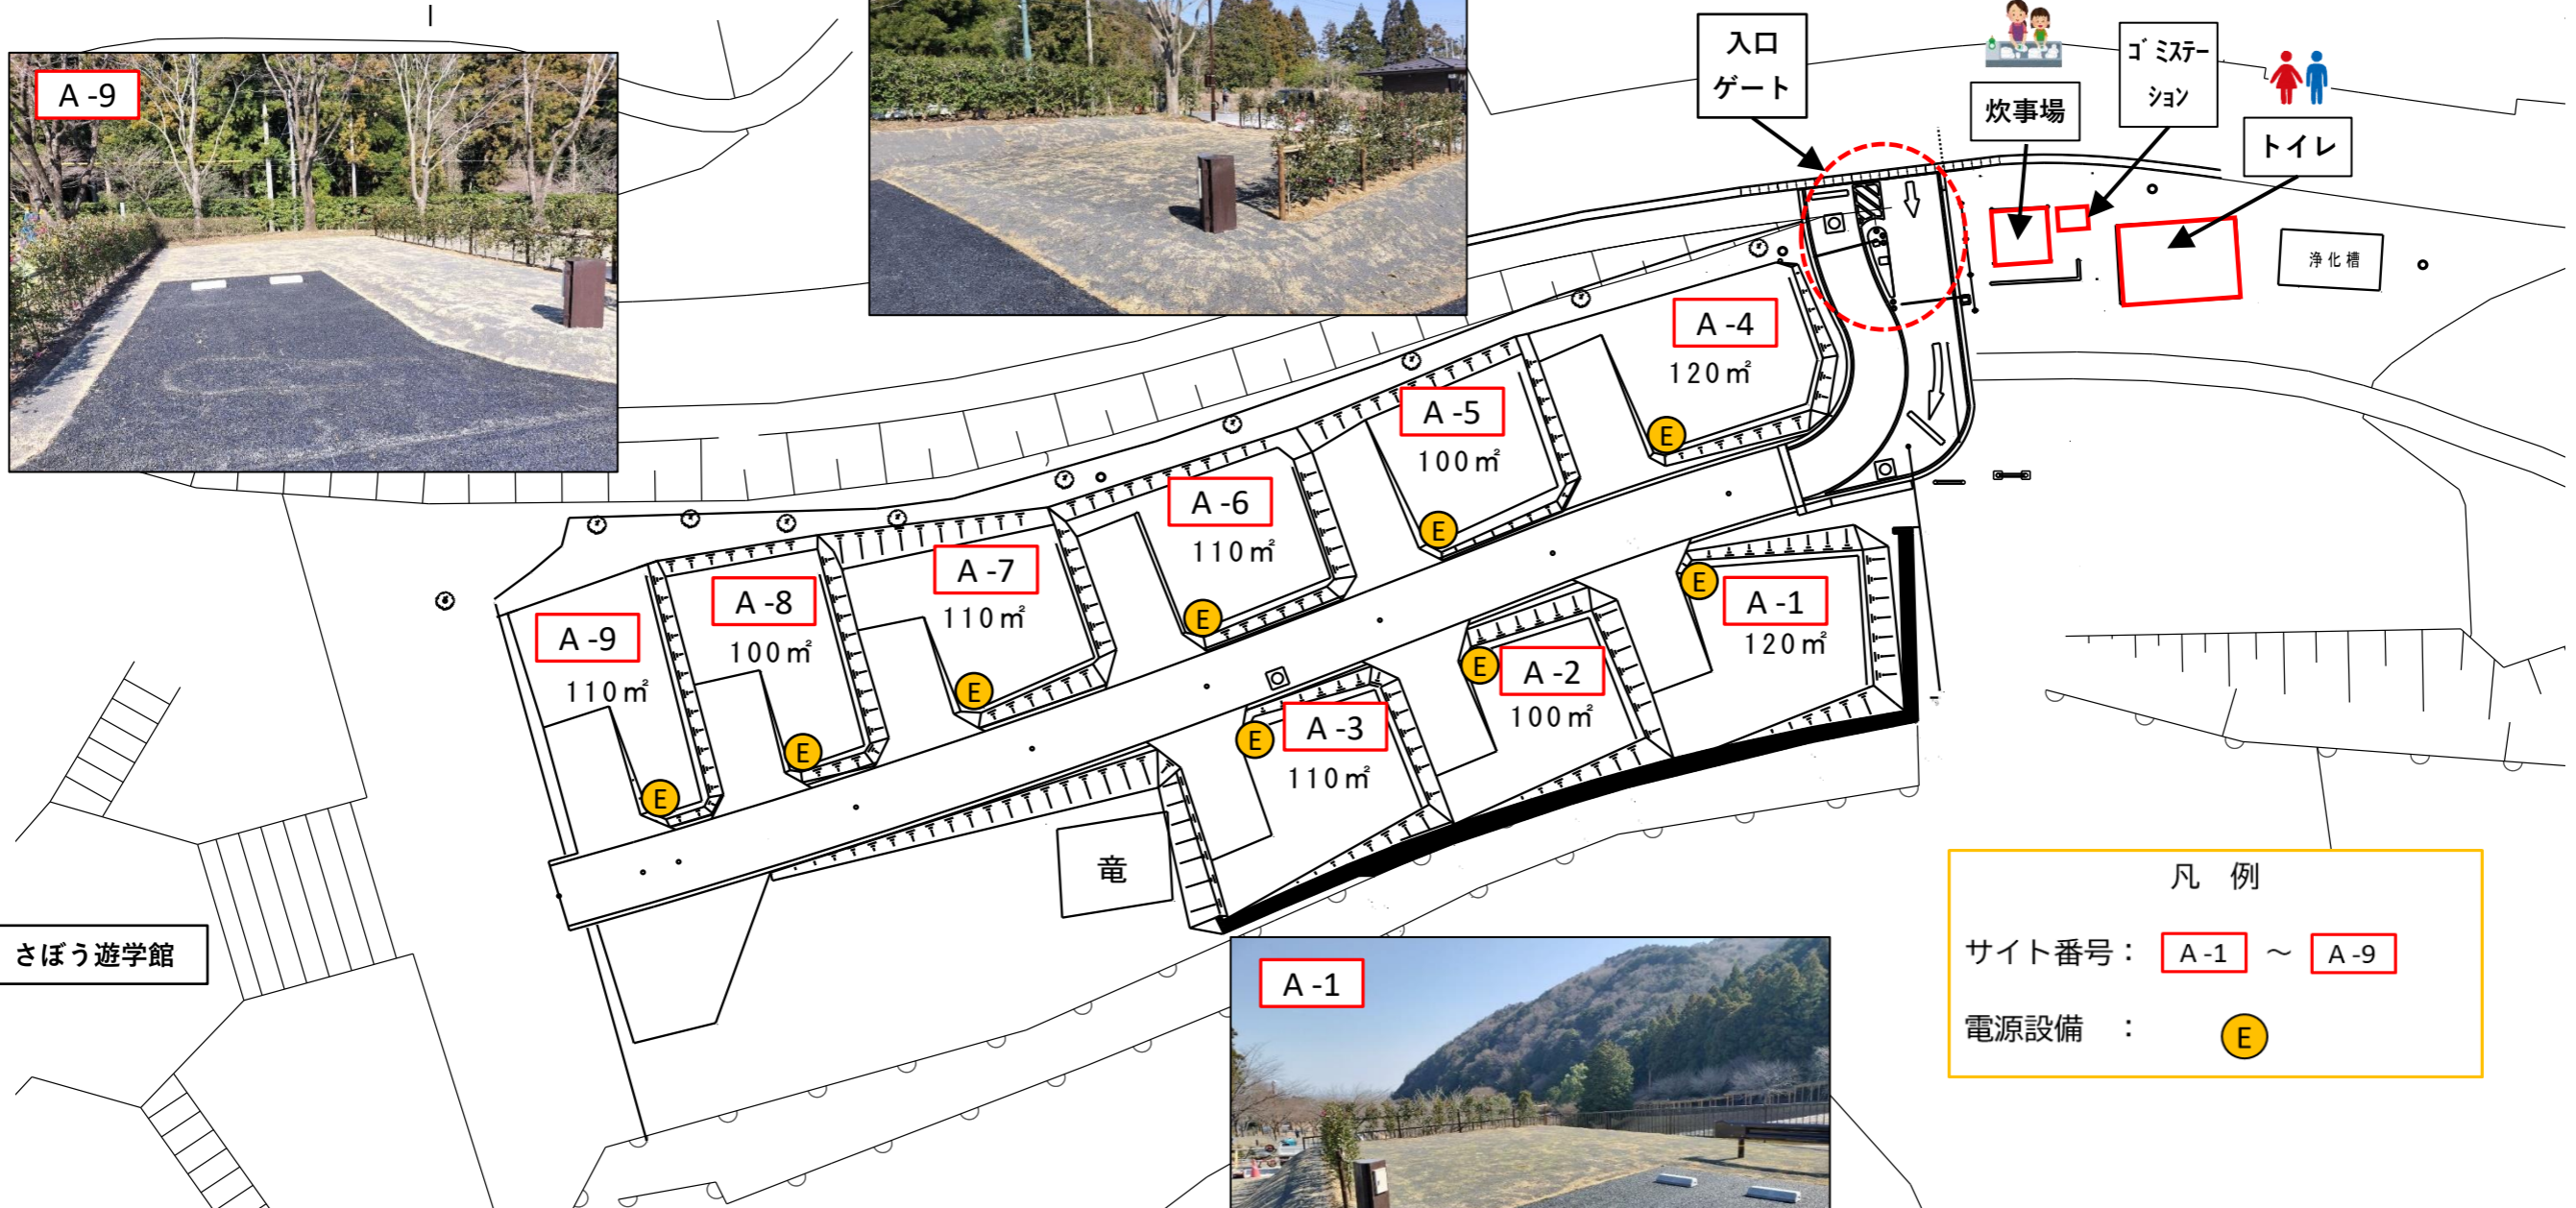 A -9
入口
ゲート
炊事場
ｺﾞﾐｽﾃｰ
ｼｮﾝ
トイレ
浄化槽
A -4
120㎡
E
A -5
100㎡
E
A -6
110㎡
E
A -7
110㎡
E
A -8
100㎡
E
A -9
110㎡
E
A -1
120㎡
E
A -2
100㎡
E
A -3
110㎡
E
竜
さぼう遊学館
A -1
凡 例
サイト番号： A -1 ～ A -9
電源設備 ： E